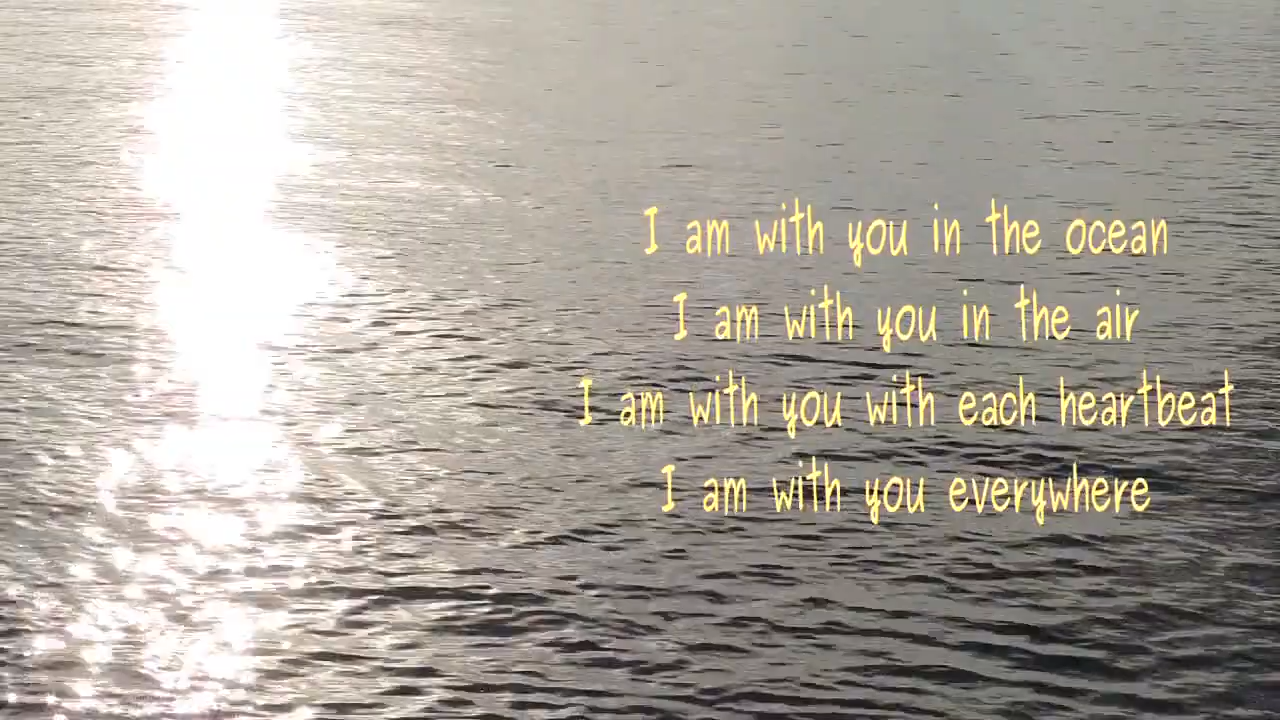 I am with you in the ocean
I am with you in the air
I am with you with each heartbeat
I am with you everywhere